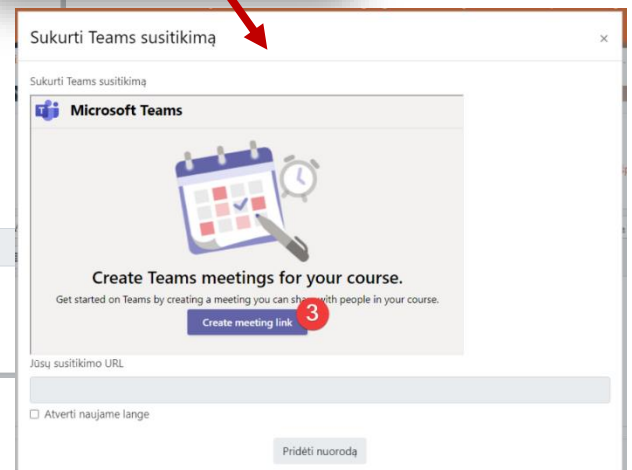 Sukurti Teams susitikimą
×
Sukurti Teams susitikimą
Microsoft Teams
Create Teams meetings for your course.
Get started on Teams by creating a meeting you can share with people in your course.
Create meeting link
3
Jūsų susitikimo URL
Atverti naujame lange
Pridėti nuorodą